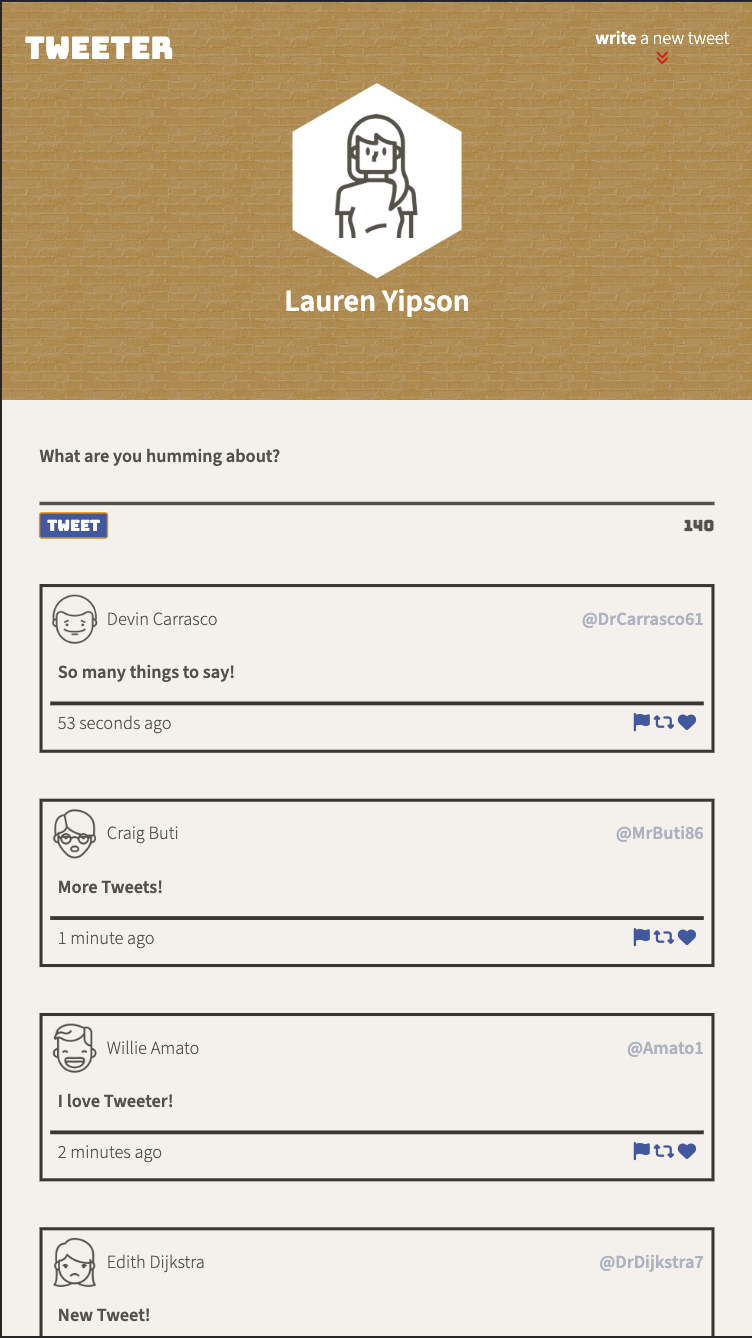 TWEETER
write a new tweet
Lauren Yipson
What are you humming about?
TWEET 140
Devin Carrasco @DrCarrasco61
So many things to say!
53 seconds ago
Craig Buti @MrButi86
More Tweets!
1 minute ago
Willie Amato @Amato1
I love Tweeter!
2 minutes ago
Edith Dijkstra @DrDijkstra7
New Tweet!